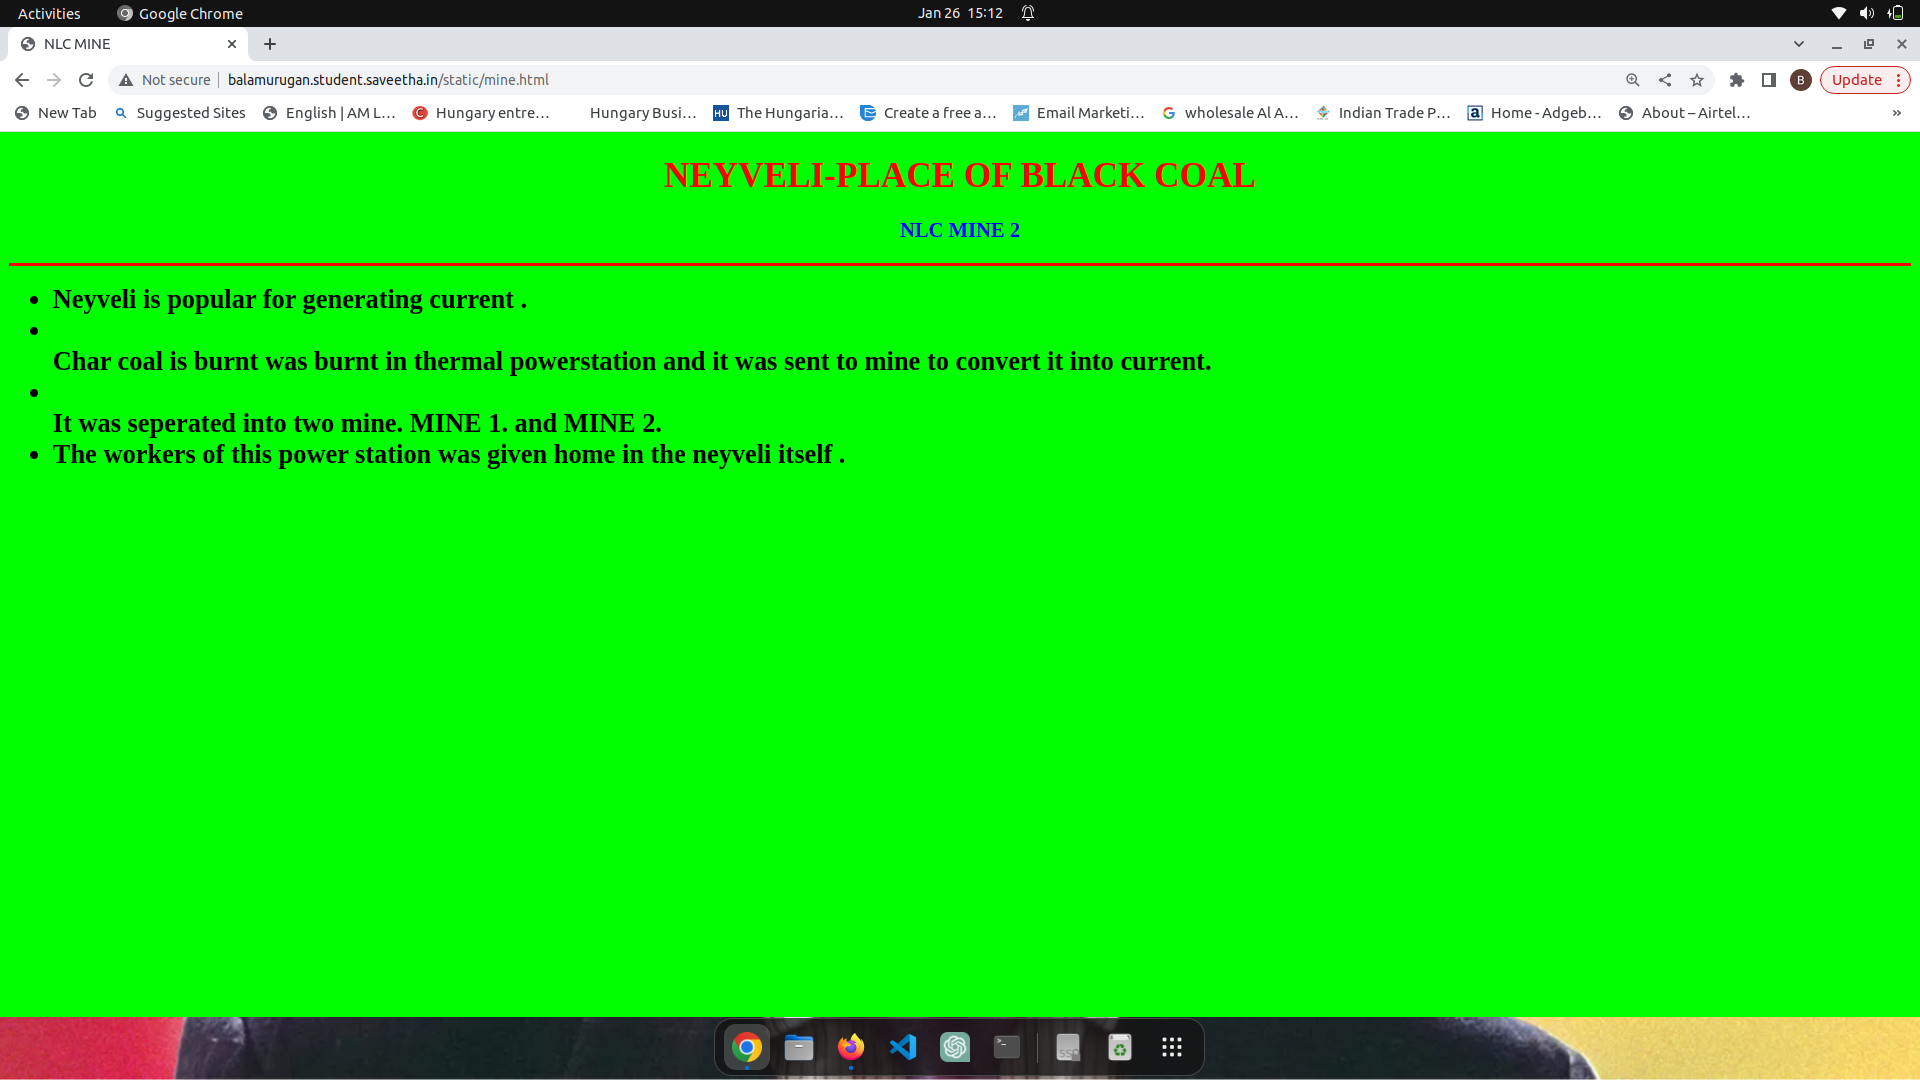 Activities
Google Chrome
Jan 26 15:12
NLC MINE
Not secure
balamurugan.student.saveetha.in/static/mine.html
B
Update
New Tab
Suggested Sites
English | AM L...
Hungary entre...
Hungary Busi...
HU
The Hungaria...
Create a free a...
Email Marketi...
wholesale Al A...
Indian Trade P...
a
Home - Adgeb...
About – Airtel...
»
NEYVELI-PLACE OF BLACK COAL
NLC MINE 2
Neyveli is popular for generating current .
Char coal is burnt was burnt in thermal powerstation and it was sent to mine to convert it into current.
It was seperated into two mine. MINE 1. and MINE 2.
The workers of this power station was given home in the neyveli itself .
SSD